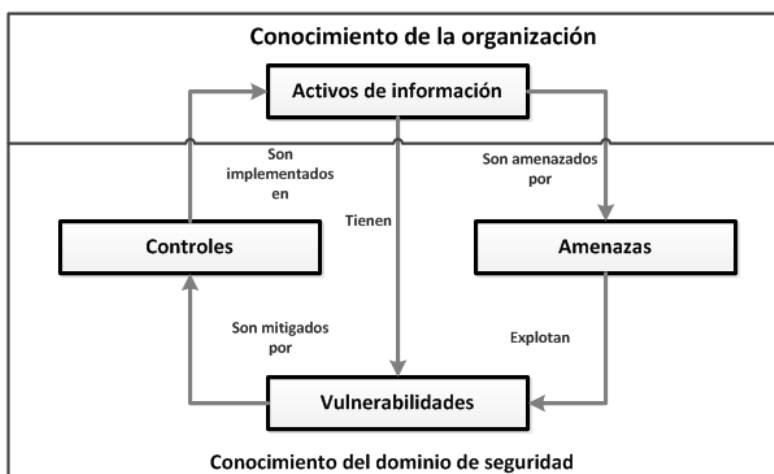 Conocimiento de la organización
Activos de información
Son
implementados
en
Son amenazados
por
Tienen
Controles
Amenazas
Son mitigados
por
Explotan
Vulnerabilidades
Conocimiento del dominio de seguridad